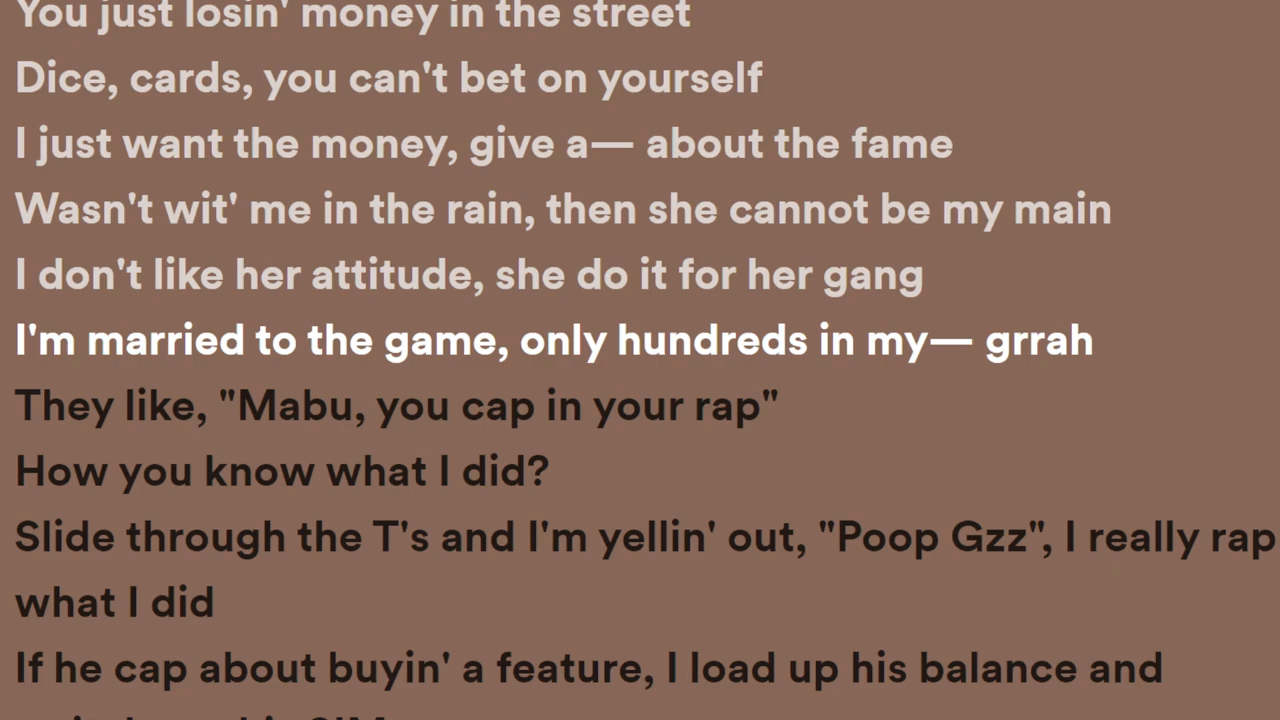 You just losin' money in the street
Dice, cards, you can't bet on yourself
I just want the money, give a— about the fame
Wasn't wit' me in the rain, then she cannot be my main
I don't like her attitude, she do it for her gang
I'm married to the game, only hundreds in my— grrah
They like, "Mabu, you cap in your rap"
How you know what I did?
Slide through the T's and I'm yellin' out, "Poop Gzz", I really rap
what I did
If he cap about buyin' a feature, I load up his balance and